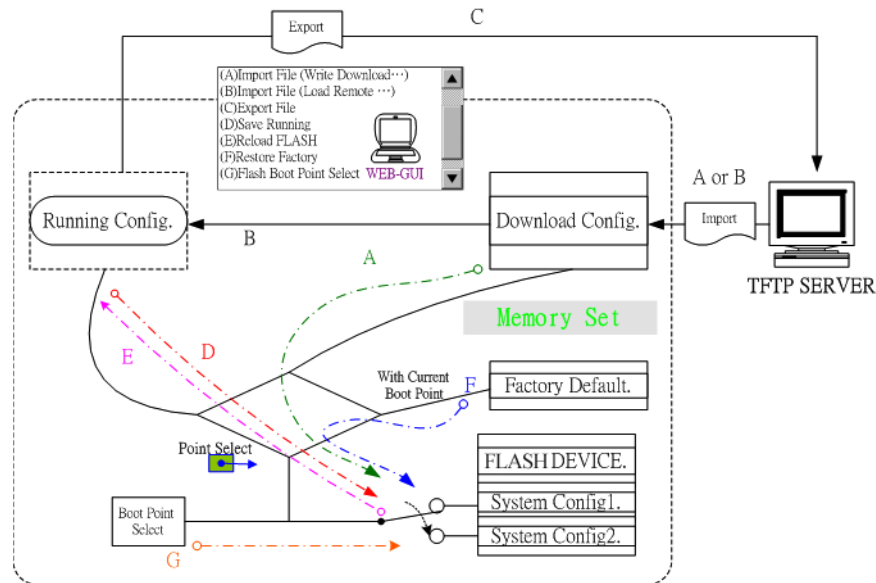 Export
C
(A)Import File (Write Download⋯)
(B)Import File (Load Remote ⋯)
(C)Export File
(D)Save Running
(E)Reload FLASH
(F)Restore Factory
(G)Flash Boot Point Select
WEB-GUI
A or B
Running Config.
Download Config.
Import
B
A
TFTP SERVER
Memory Set
D
E
With Current
Boot Point
F
Factory Default.
Point Select
FLASH DEVICE.
System Config1.
Boot Point
Select
System Config2.
G